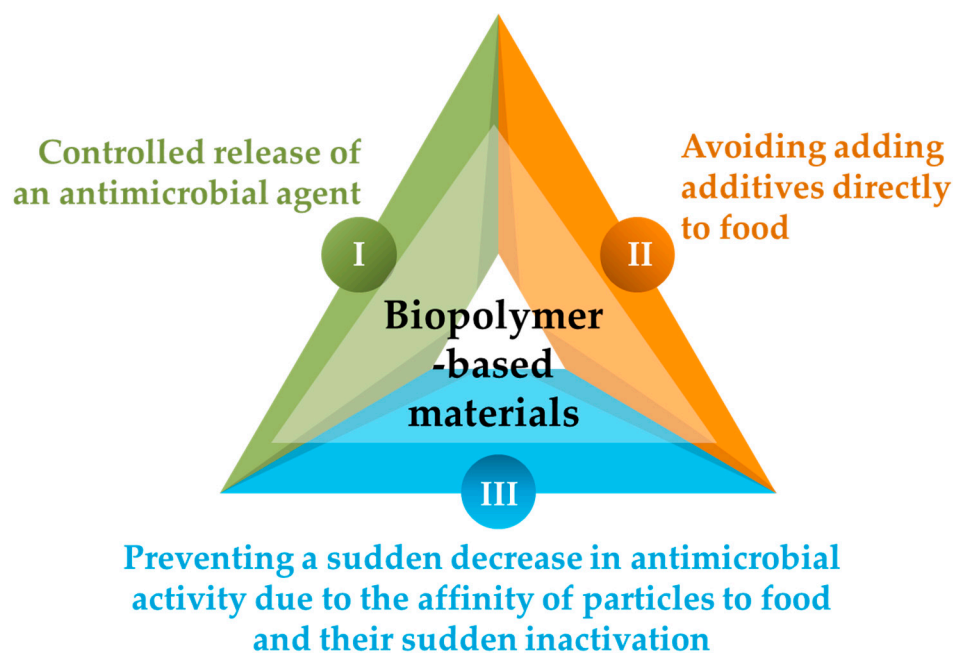 Controlled release of
an antimicrobial agent
I
Avoiding adding
additives directly
to food
II
Biopolymer
-based
materials
III
Preventing a sudden decrease in antimicrobial
activity due to the affinity of particles to food
and their sudden inactivation